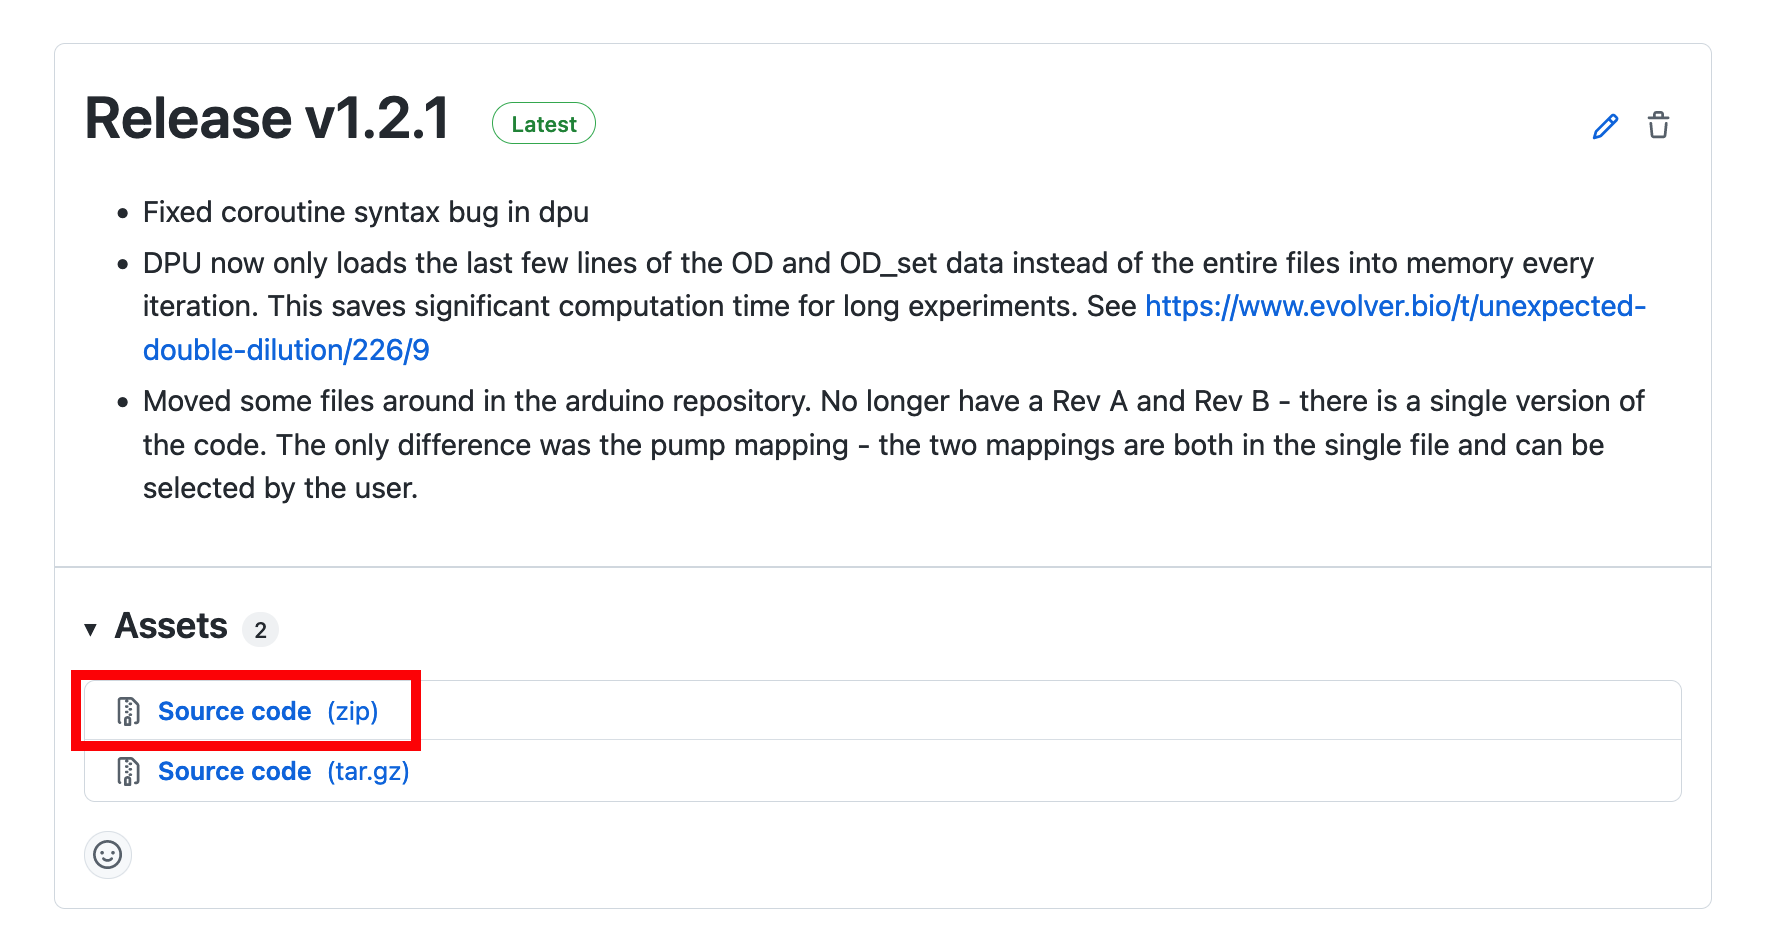 Release v1.2.1 Latest
• Fixed coroutine syntax bug in dpu
• DPU now only loads the last few lines of the OD and OD_set data instead of the entire files into memory every
iteration. This saves significant computation time for long experiments. See https://www.evolver.bio/t/unexpected-
double-dilution/226/9
• Moved some files around in the arduino repository. No longer have a Rev A and Rev B - there is a single version of
the code. The only difference was the pump mapping - the two mappings are both in the single file and can be
selected by the user.
Assets 2
Source code (zip)
Source code (tar.gz)